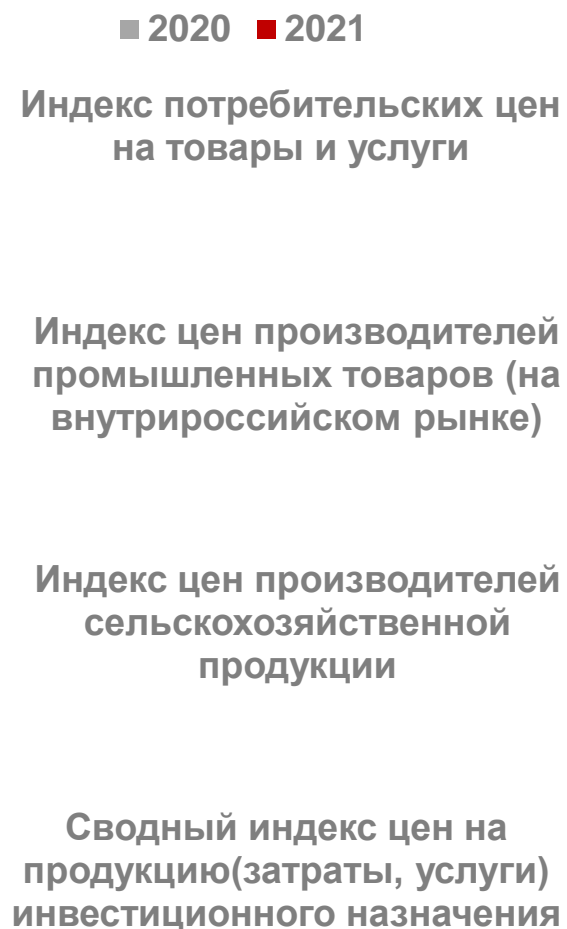 2020 2021
Индекс потребительских цен
на товары и услуги
Индекс цен производителей
промышленных товаров (на
внутрироссийском рынке)
Индекс цен производителей
сельскохозяйственной
продукции
Сводный индекс цен на
продукцию(затраты, услуги)
инвестиционного назначения